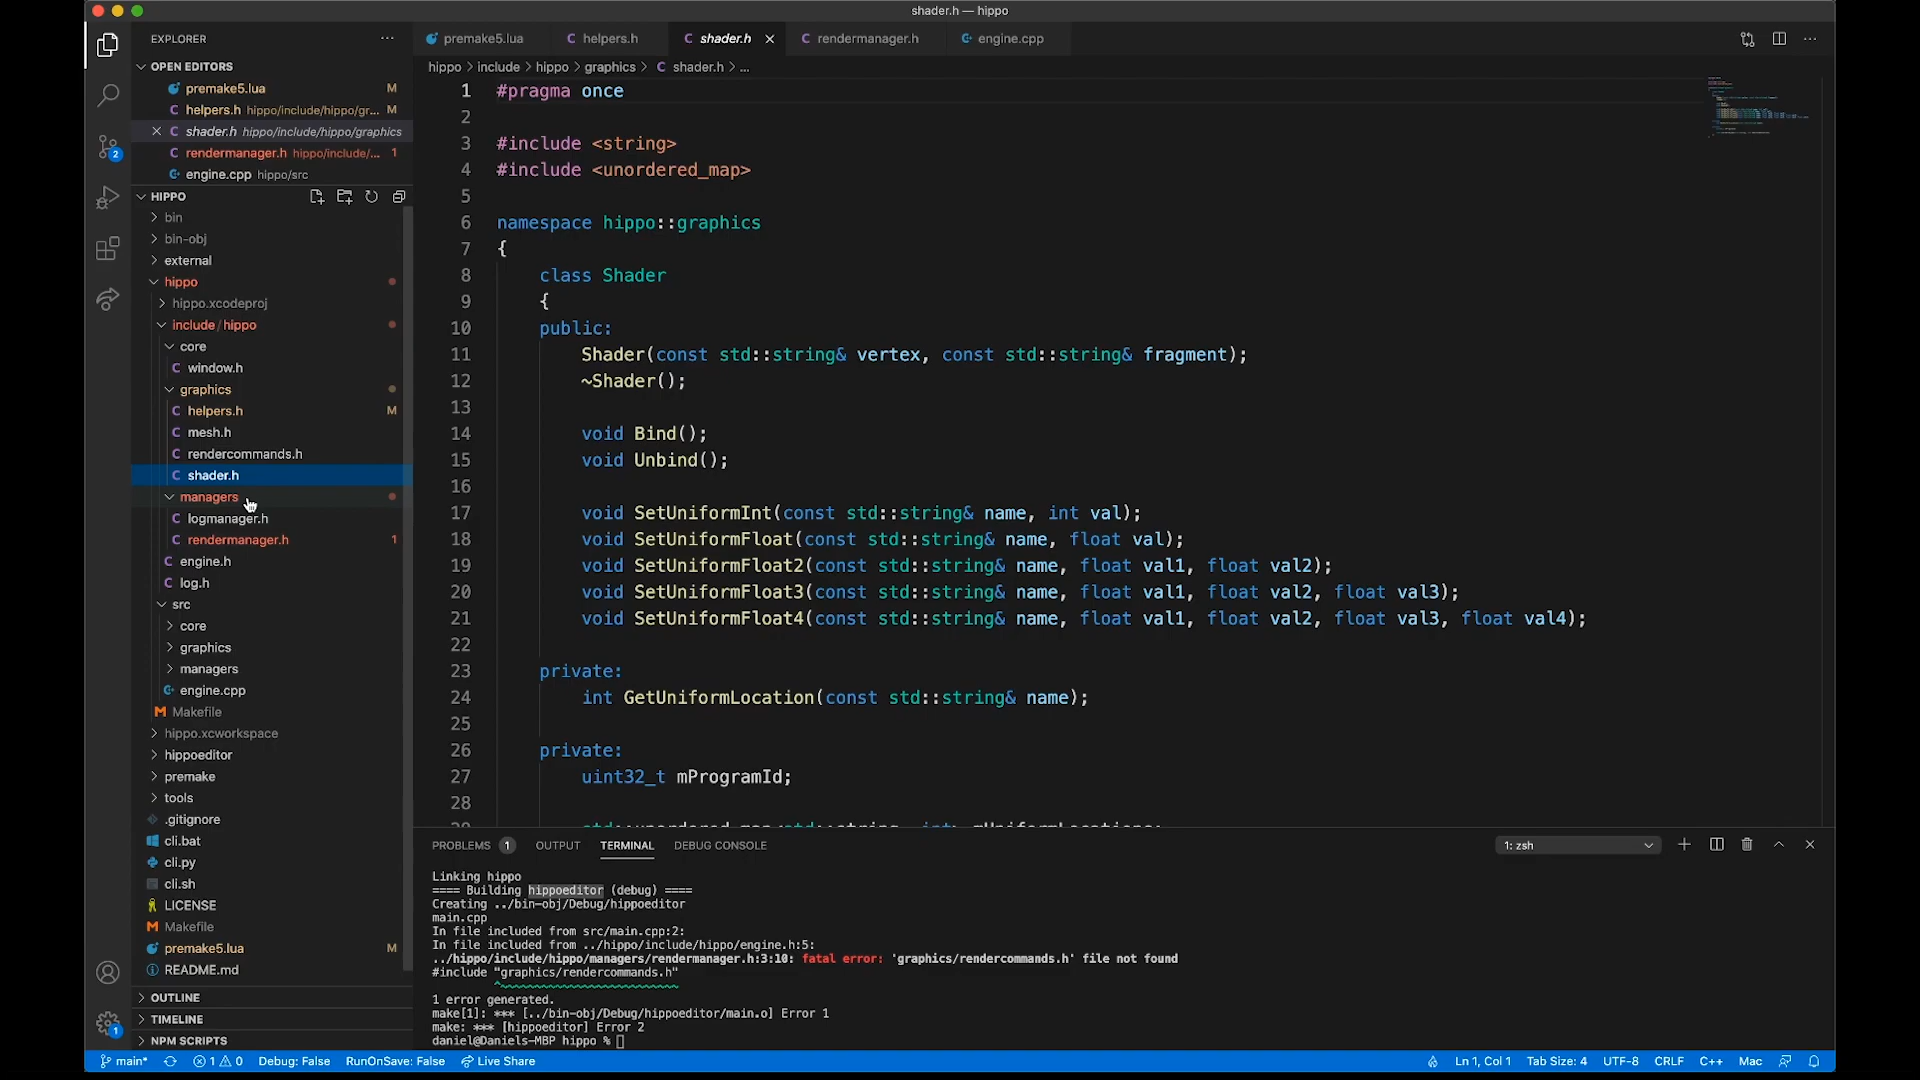 shader.h — hippo
EXPLORER
OPEN EDITORS
premake5.lua M
helpers.h hippo/include/hippo/gr... M
shader.h hippo/include/hippo/graphics
rendermanager.h hippo/include/... 1
engine.cpp hippo/src
HIPPO
bin
bin-obj
external
hippo
hippo.xcodeproj
include/hippo
core
window.h
graphics
helpers.h M
mesh.h
rendercommands.h
shader.h
managers
logmanager.h
rendermanager.h 1
engine.h
log.h
src
core
graphics
managers
engine.cpp
Makefile
hippo.xcworkspace
hippoeditor
premake
tools
.gitignore
cli.bat
cli.py
cli.sh
LICENSE
Makefile
premake5.lua M
README.md
OUTLINE
TIMELINE
NPM SCRIPTS
2
1
premake5.lua helpers.h shader.h rendermanager.h engine.cpp
hippo > include > hippo > graphics > shader.h > ...
1 #pragma once
2
3 #include <string>
4 #include <unordered_map>
5
6 namespace hippo::graphics
7 {
8 class Shader
9 {
10 public:
11 Shader(const std::string& vertex, const std::string& fragment);
12 ~Shader();
13
14 void Bind();
15 void Unbind();
16
17 void SetUniformInt(const std::string& name, int val);
18 void SetUniformFloat(const std::string& name, float val);
19 void SetUniformFloat2(const std::string& name, float val1, float val2);
20 void SetUniformFloat3(const std::string& name, float val1, float val2, float val3);
21 void SetUniformFloat4(const std::string& name, float val1, float val2, float val3, float val4);
22
23 private:
24 int GetUniformLocation(const std::string& name);
25
26 private:
27 uint32_t mProgramId;
28
PROBLEMS 1 OUTPUT TERMINAL DEBUG CONSOLE 1: zsh
Linking hippo
==== Building hippoeditor (debug) ====
Creating ../bin-obj/Debug/hippoeditor
main.cpp
In file included from src/main.cpp:2:
In file included from ../hippo/include/hippo/engine.h:5:
../hippo/include/hippo/managers/rendermanager.h:3:10: fatal error: 'graphics/rendercommands.h' file not found
#include "graphics/rendercommands.h"
^~~~~~~~~~~~~~~~~~~~~~~~~~~~
1 error generated.
make[1]: *** [../bin-obj/Debug/hippoeditor/main.o] Error 1
make: *** [hippoeditor] Error 2
daniel@Daniels-MBP hippo %
main* 1 0 Debug: False RunOnSave: False Live Share Ln 1, Col 1 Tab Size: 4 UTF-8 CRLF C++ Mac